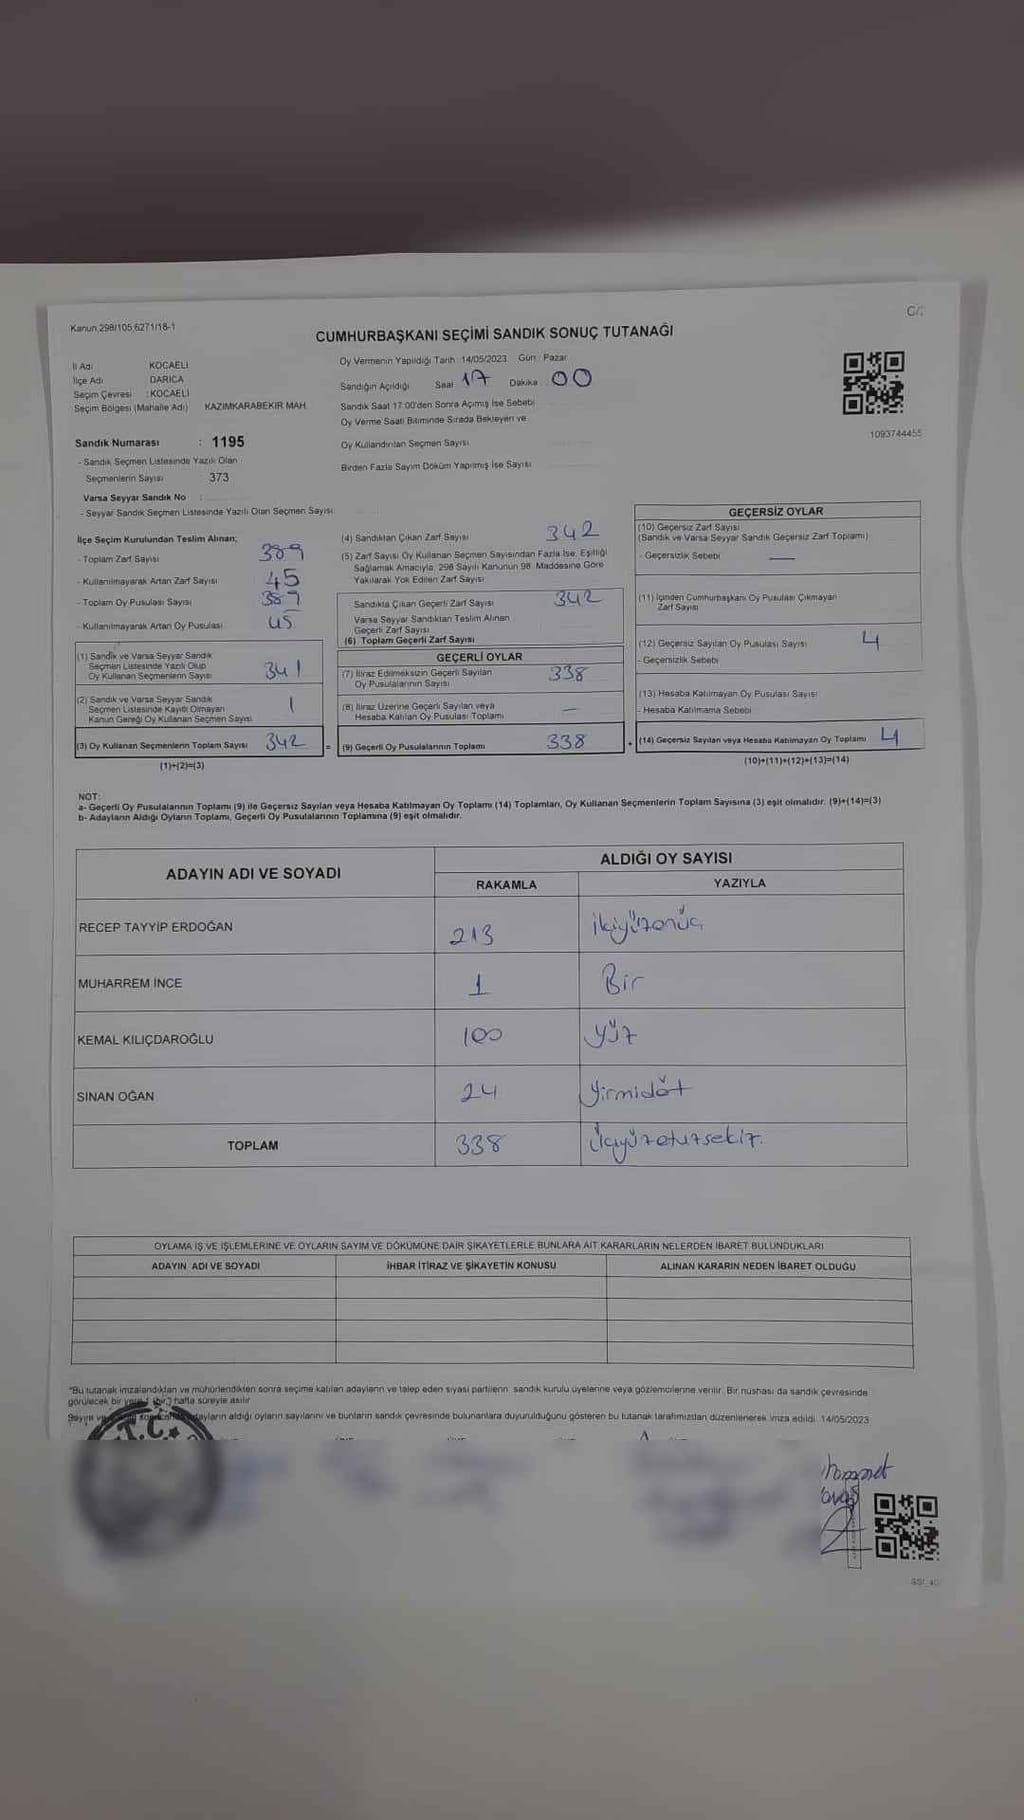 Kanun:298/105,6271/18-1
C/
CUMHURBAŞKANI SEÇİMİ SANDIK SONUÇ TUTANAĞI
İl Adı KOCAELİ
İlçe Adı DARICA
Seçim Çevresi : KOCAELİ
Seçim Bölgesi (Mahalle Adı) KAZIMKARABEKİR MAH.
Oy Vermenin Yapıldığı Tarih :14/05/2023 Gün : Pazar
Sandığın Açıldığı Saat 17 Dakika 00
Sandık Saat 17:00'den Sonra Açımış İse Sebebi
Oy Verme Saati Bitiminde Sırada Bekleyen ve
Oy Kullandırılan Seçmen Sayısı
Birden Fazla Sayım Döküm Yapılmış İse Sayısı
1093744455
Sandık Numarası : 1195
- Sandık Seçmen Listesinde Yazılı Olan
Seçmenlerin Sayısı 373
Varsa Seyyar Sandık No :
- Seyyar Sandık Seçmen Listesinde Yazılı Olan Seçmen Sayısı
İlçe Seçim Kurulundan Teslim Alınan;
- Toplam Zarf Sayısı 389
- Kullanılmayarak Artan Zarf Sayısı 45
- Toplam Oy Pusulası Sayısı 389
- Kullanılmayarak Artan Oy Pusulası 45
(1) Sandık ve Varsa Seyyar Sandık
Seçmen Listesinde Yazılı Olup
Oy Kullanan Seçmenlerin Sayısı 341
(2) Sandık ve Varsa Seyyar Sandık
Seçmen Listesinde Kayıtlı Olmayan
Kanun Gereği Oy Kullanan Seçmen Sayısı 1
(3) Oy Kullanan Seçmenlerin Toplam Sayısı 342
(1)+(2)=(3)
(4) Sandıktan Çıkan Zarf Sayısı 342
(5) Zarf Sayısı Oy Kullanan Seçmen Sayısından Fazla İse, Eşitliği
Sağlamak Amacıyla, 298 Sayılı Kanunun 98. Maddesine Göre
Yakılarak Yok Edilen Zarf Sayısı
Sandıkta Çıkan Geçerli Zarf Sayısı 342
Varsa Seyyar Sandıktan Teslim Alınan
Geçerli Zarf Sayısı
(6) Toplam Geçerli Zarf Sayısı
GEÇERLİ OYLAR
(7) İtiraz Edilmeksizin Geçerli Sayılan
Oy Pusulalarının Sayısı 338
(8) İtiraz Üzerine Geçerli Sayılan veya
Hesaba Katılan Oy Pusulası Toplamı —
= (9) Geçerli Oy Pusulalarının Toplamı 338
GEÇERSİZ OYLAR
(10) Geçersiz Zarf Sayısı
(Sandık ve Varsa Seyyar Sandık Geçersiz Zarf Toplamı)
- Geçersizlik Sebebi —
(11) İçinden Cumhurbaşkanı Oy Pusulası Çıkmayan
Zarf Sayısı
(12) Geçersiz Sayılan Oy Pusulası Sayısı 4
- Geçersizlik Sebebi
(13) Hesaba Katılmayan Oy Pusulası Sayısı
- Hesaba Katılmama Sebebi
+ (14) Geçersiz Sayılan veya Hesaba Katılmayan Oy Toplamı 4
(10)+(11)+(12)+(13)=(14)
NOT:
a- Geçerli Oy Pusulalarının Toplamı (9) ile Geçersiz Sayılan veya Hesaba Katılmayan Oy Toplamı (14) Toplamları, Oy Kullanan Seçmenlerin Toplam Sayısına (3) eşit olmalıdır. (9)+(14)=(3)
b- Adayların Aldığı Oyların Toplamı, Geçerli Oy Pusulalarının Toplamına (9) eşit olmalıdır.
ADAYIN ADI VE SOYADI
ALDIĞI OY SAYISI
RAKAMLA YAZIYLA
RECEP TAYYİP ERDOĞAN 213 İkiyüzonüç
MUHARREM İNCE 1 Bir
KEMAL KILIÇDAROĞLU 100 Yüz
SİNAN OĞAN 24 Yirmidöt
TOPLAM 338 Üçyüzotuzsekiz.
OYLAMA İŞ VE İŞLEMLERİNE VE OYLARIN SAYIM VE DÖKÜMÜNE DAİR ŞİKAYETLERLE BUNLARA AİT KARARLARIN NELERDEN İBARET BULUNDUKLARI
ADAYIN ADI VE SOYADI İHBAR İTİRAZ VE ŞİKAYETİN KONUSU ALINAN KARARIN NEDEN İBARET OLDUĞU
*Bu tutanak imzalandıktan ve mühürlendikten sonra seçime katılan adayların ve talep eden siyasi partilerin sandık kurulu üyelerine veya gözlemcilerine verilir. Bir nüshası da sandık çevresinde
görülecek bir yere 1 (bir) hafta süreyle asılır.
Sayım ve adayların aldığı oyların sayılarını ve bunların sandık çevresinde bulunanlara duyurulduğunu gösteren bu tutanak tarafımızdan düzenlenerek imza edildi. 14/05/2023
T.C.